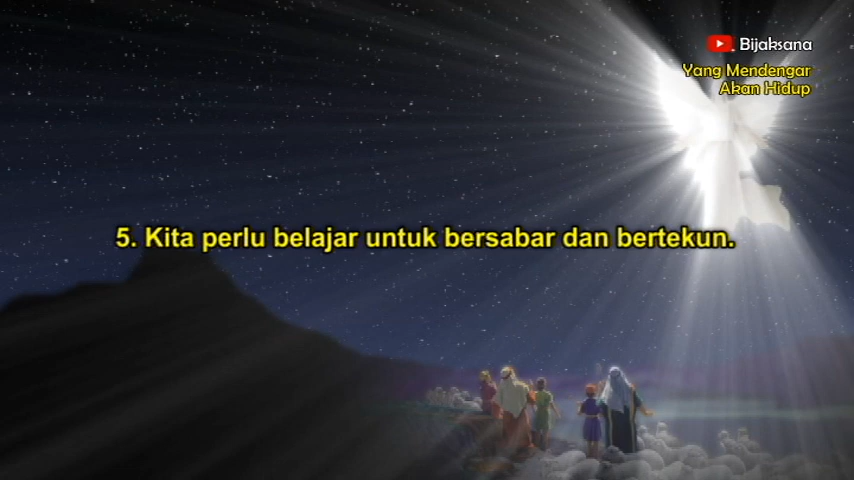 Bijaksana
Yang Mendengar
Akan Hidup
5. Kita perlu belajar untuk bersabar dan bertekun.